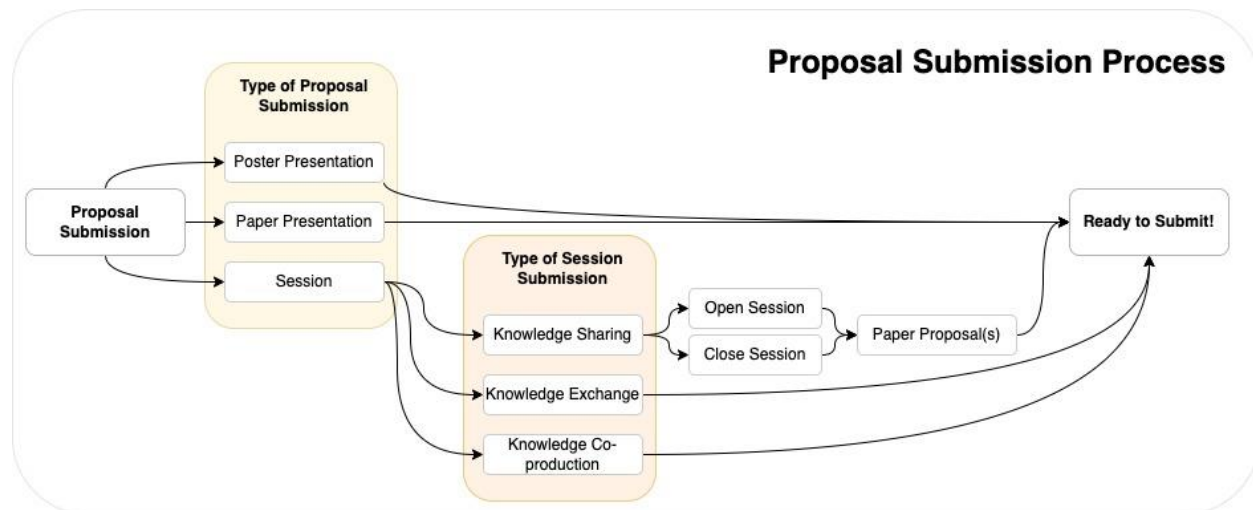 Proposal Submission Process
Type of Proposal
Submission
Poster Presentation
Proposal
Submission
Paper Presentation
Ready to Submit!
Session
Type of Session
Submission
Knowledge Sharing
Open Session
Close Session
Paper Proposal(s)
Knowledge Exchange
Knowledge Co-
production